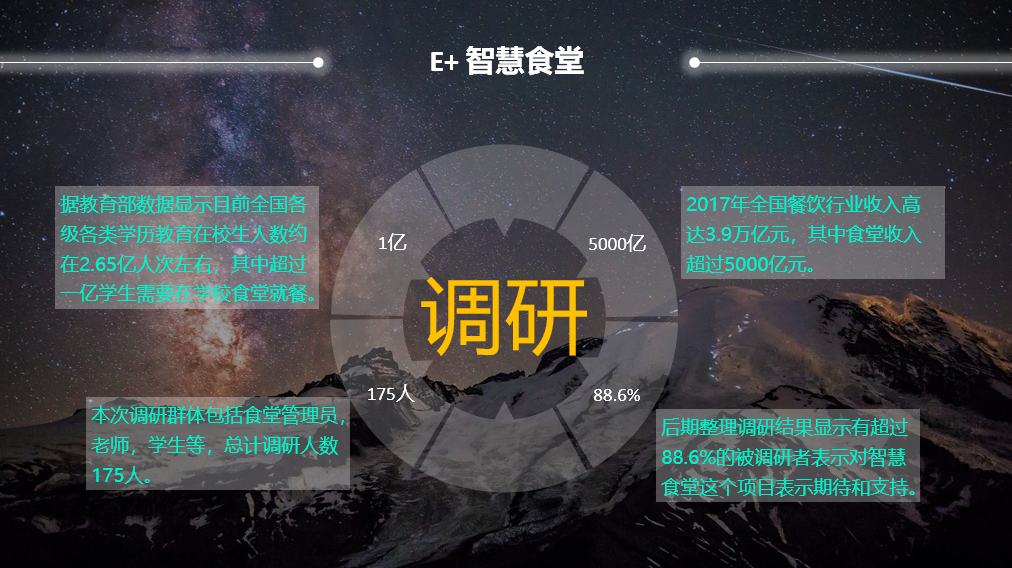 E+ 智慧食堂
据教育部数据显示目前全国各
级各类学历教育在校生人数约
在2.65亿人次左右，其中超过
一亿学生需要在学校食堂就餐。
1亿
5000亿
2017年全国餐饮行业收入高
达3.9万亿元，其中食堂收入
超过5000亿元。
调研
175人
88.6%
本次调研群体包括食堂管理员，
老师，学生等，总计调研人数
175人。
后期整理调研结果显示有超过
88.6%的被调研者表示对智慧
食堂这个项目表示期待和支持。